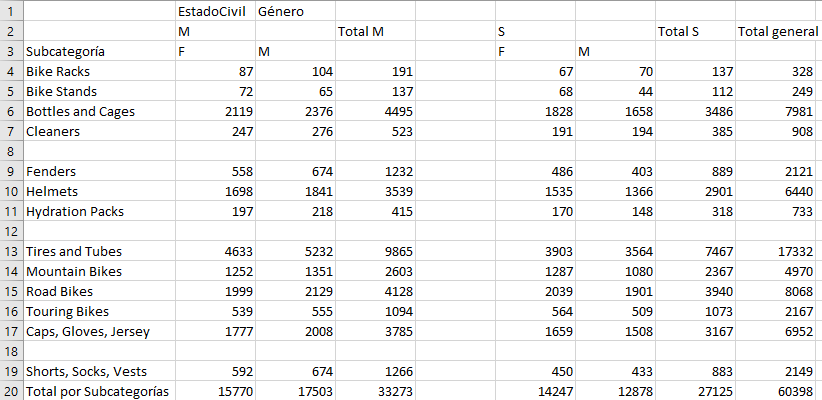 1 EstadoCivil Género
2 M Total M S Total S Total general
3 Subcategoría F M F M
4 Bike Racks 87 104 191 67 70 137 328
5 Bike Stands 72 65 137 68 44 112 249
6 Bottles and Cages 2119 2376 4495 1828 1658 3486 7981
7 Cleaners 247 276 523 191 194 385 908
8
9 Fenders 558 674 1232 486 403 889 2121
10 Helmets 1698 1841 3539 1535 1366 2901 6440
11 Hydration Packs 197 218 415 170 148 318 733
12
13 Tires and Tubes 4633 5232 9865 3903 3564 7467 17332
14 Mountain Bikes 1252 1351 2603 1287 1080 2367 4970
15 Road Bikes 1999 2129 4128 2039 1901 3940 8068
16 Touring Bikes 539 555 1094 564 509 1073 2167
17 Caps, Gloves, Jersey 1777 2008 3785 1659 1508 3167 6952
18
19 Shorts, Socks, Vests 592 674 1266 450 433 883 2149
20 Total por Subcategorías 15770 17503 33273 14247 12878 27125 60398